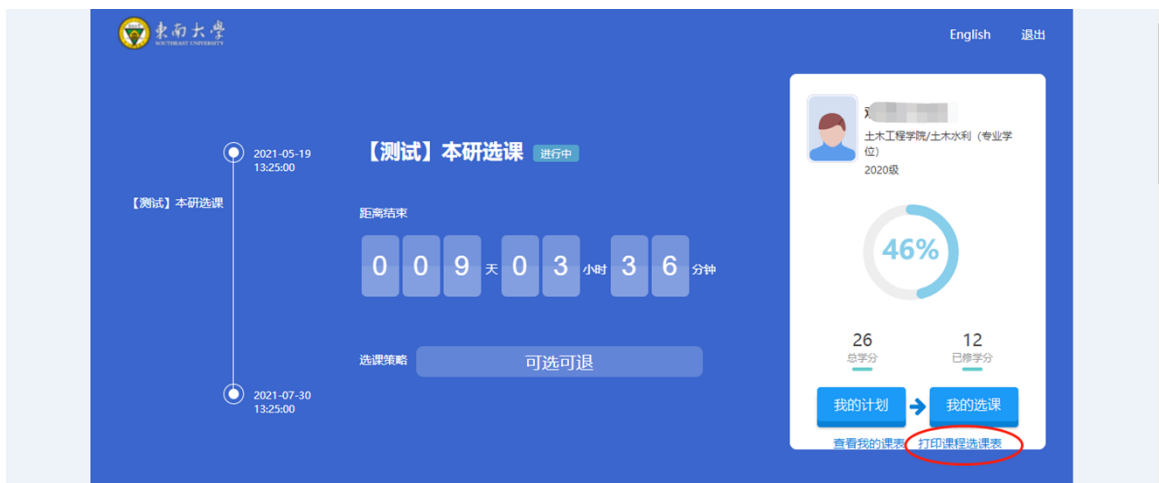 東南大學
SOUTHEAST UNIVERSITY
English 退出
2021-05-19
13:25:00
【测试】本研选课
【测试】本研选课 进行中
距离结束
0 0 9 天 0 3 小时 3 6 分钟
选课策略 可选可退
2021-07-30
13:25:00
土木工程学院/土木水利（专业学
位）
2020级
46%
26 12
总学分 已修学分
我的计划 我的选课
查看我的课表 打印课程选课表